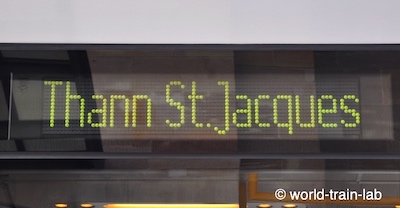 Thann St.Jacques
© world-train-lab